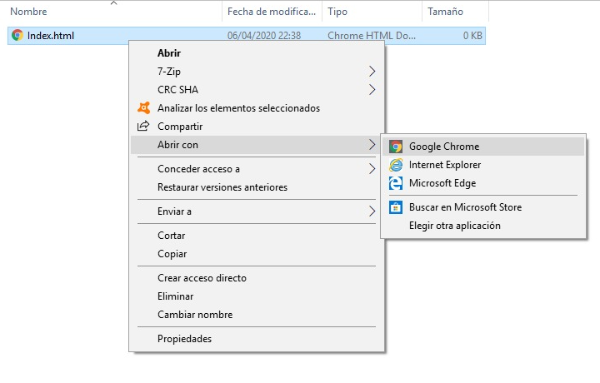 Nombre Fecha de modifica... Tipo Tamaño
Index.html 06/04/2020 22:38 Chrome HTML Do... 0 KB
Abrir
7-Zip
CRC SHA
Analizar los elementos seleccionados
Compartir
Abrir con
Conceder acceso a
Restaurar versiones anteriores
Enviar a
Cortar
Copiar
Crear acceso directo
Eliminar
Cambiar nombre
Propiedades
Google Chrome
Internet Explorer
Microsoft Edge
Buscar en Microsoft Store
Elegir otra aplicación